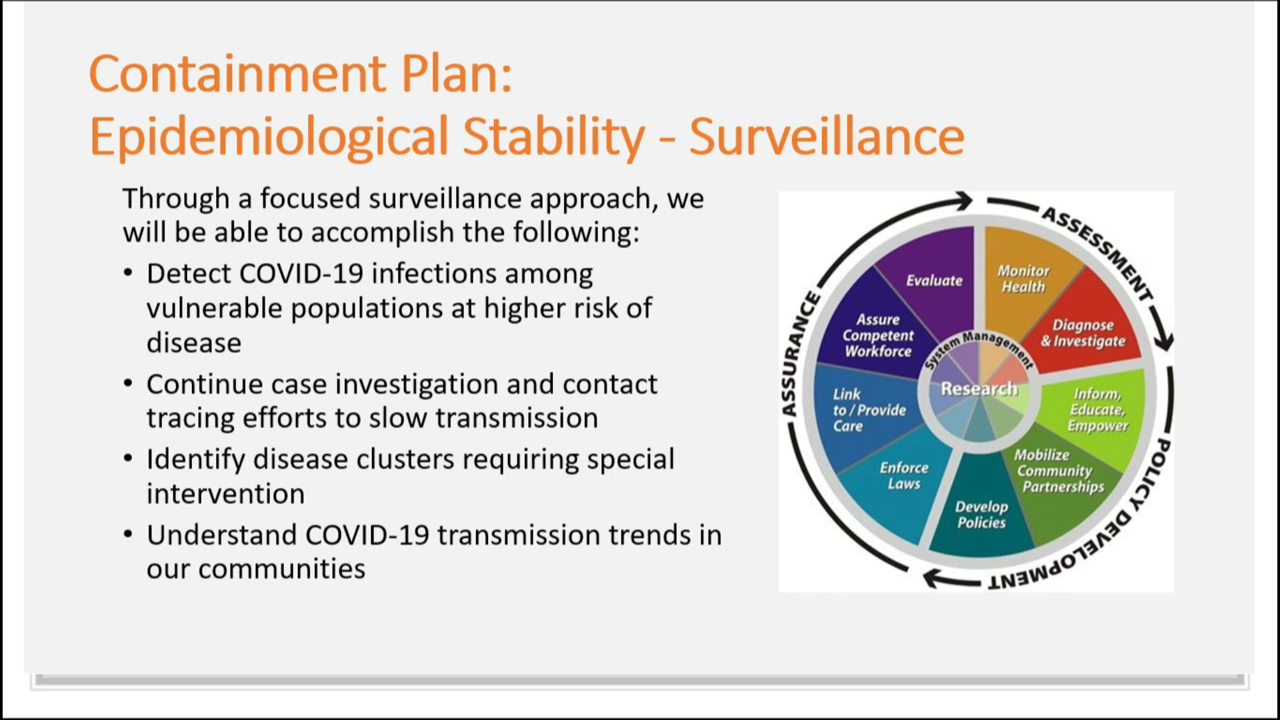 Containment Plan:
Epidemiological Stability - Surveillance
Through a focused surveillance approach, we
will be able to accomplish the following:
• Detect COVID-19 infections among
vulnerable populations at higher risk of
disease
• Continue case investigation and contact
tracing efforts to slow transmission
• Identify disease clusters requiring special
intervention
• Understand COVID-19 transmission trends in
our communities
ASSESSMENT
Monitor
Health
Diagnose
& Investigate
POLICY DEVELOPMENT
Inform,
Educate,
Empower
Mobilize
Community
Partnerships
Develop
Policies
ASSURANCE
Enforce
Laws
Link
to / Provide
Care
Assure
Competent
Workforce
Evaluate
System Management
Research